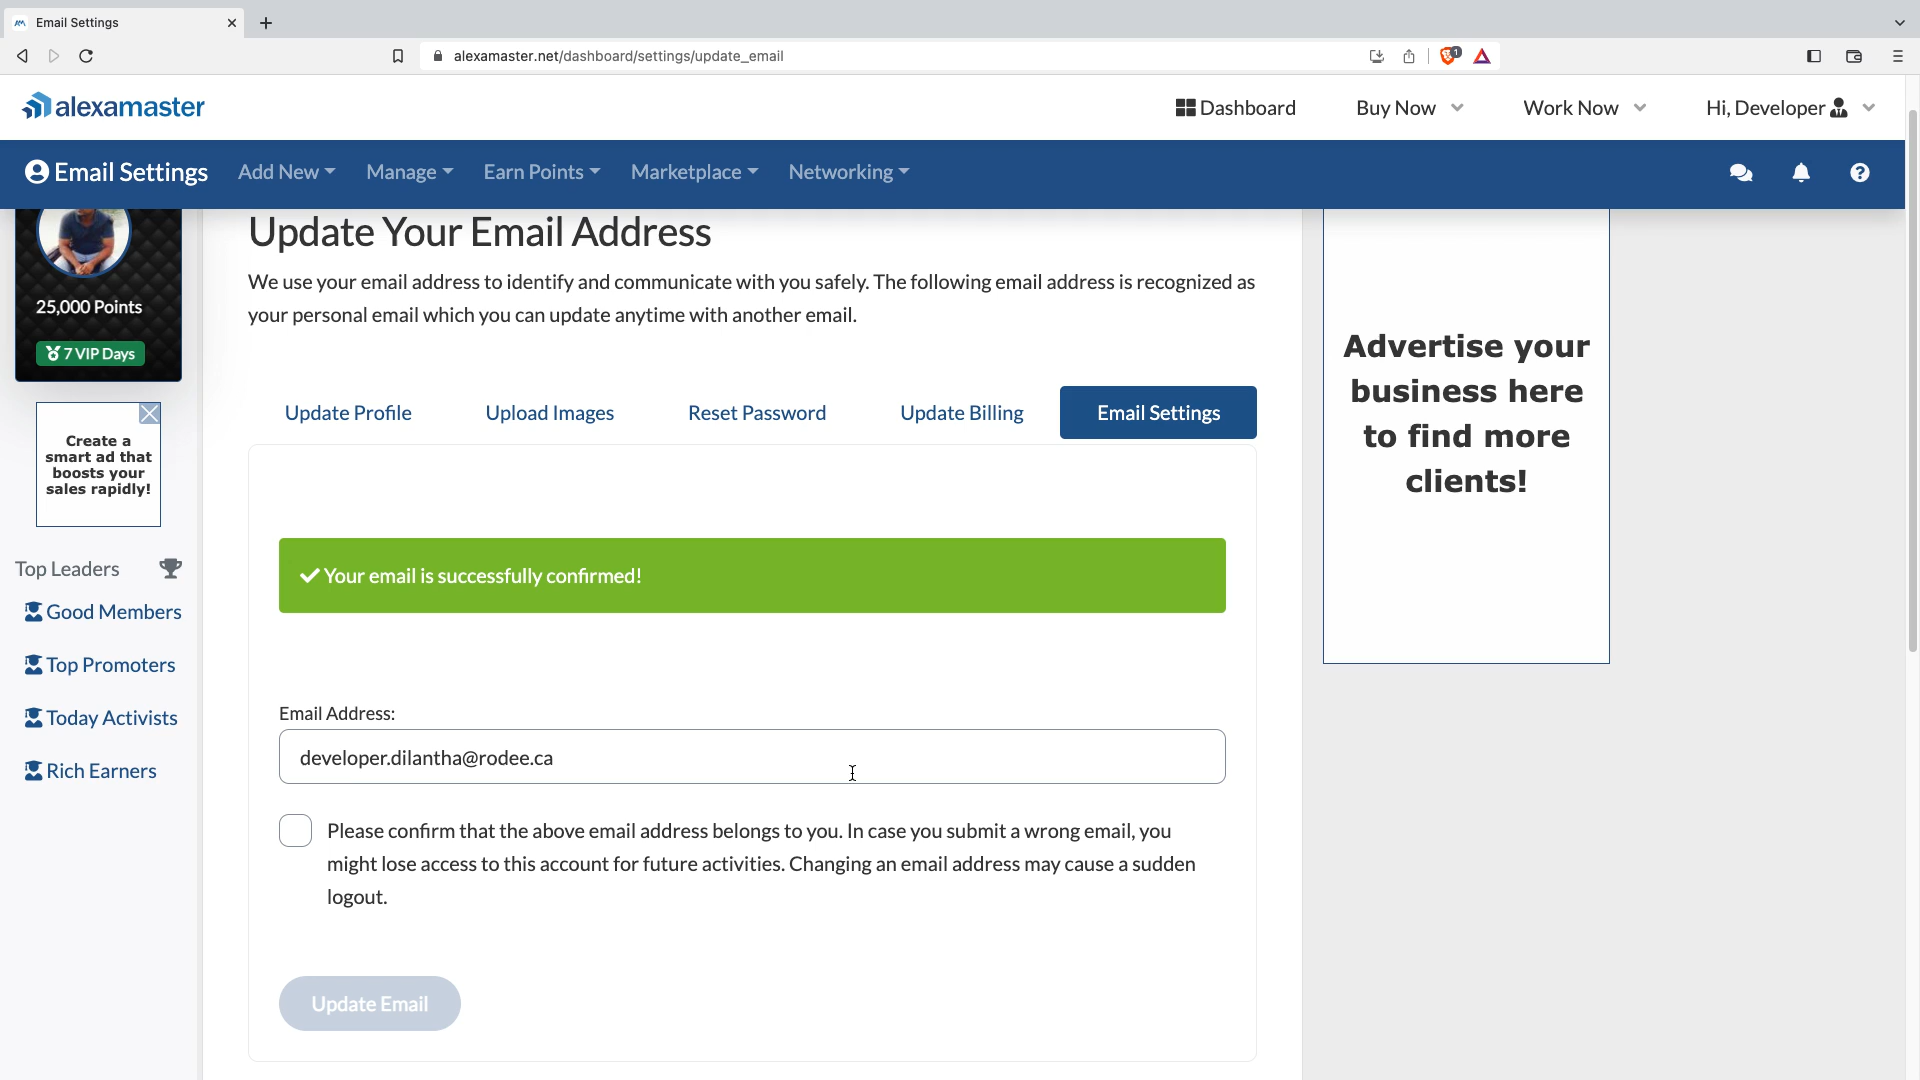 Email Settings
alexamaster.net/dashboard/settings/update_email
1
alexamaster
Dashboard
Buy Now
Work Now
Hi, Developer
Email Settings
Add New
Manage
Earn Points
Marketplace
Networking
25,000 Points
7 VIP Days
Create a
smart ad that
boosts your
sales rapidly!
Top Leaders
Good Members
Top Promoters
Today Activists
Rich Earners
Update Your Email Address
We use your email address to identify and communicate with you safely. The following email address is recognized as
your personal email which you can update anytime with another email.
Update Profile
Upload Images
Reset Password
Update Billing
Email Settings
Your email is successfully confirmed!
Email Address:
developer.dilantha@rodee.ca
Please confirm that the above email address belongs to you. In case you submit a wrong email, you
might lose access to this account for future activities. Changing an email address may cause a sudden
logout.
Update Email
Advertise your
business here
to find more
clients!